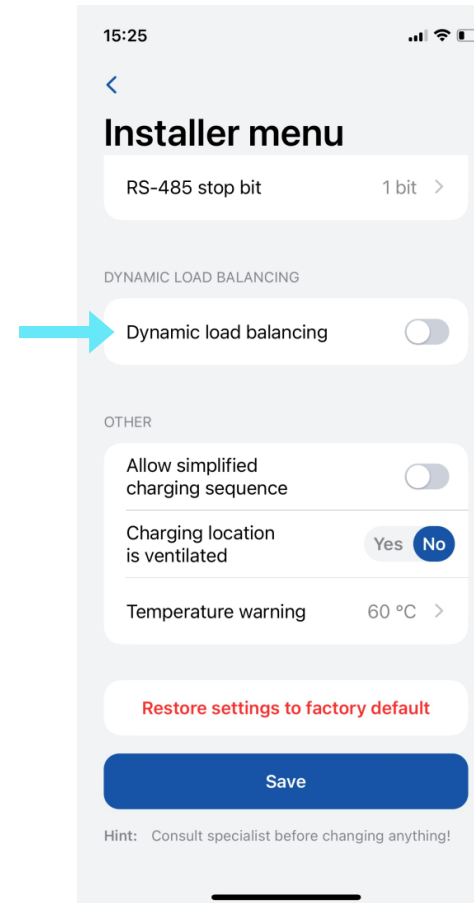 15:25
Installer menu
RS-485 stop bit 1 bit
DYNAMIC LOAD BALANCING
Dynamic load balancing
OTHER
Allow simplified
charging sequence
Charging location
is ventilated
Yes No
Temperature warning 60 °C
Restore settings to factory default
Save
Hint: Consult specialist before changing anything!